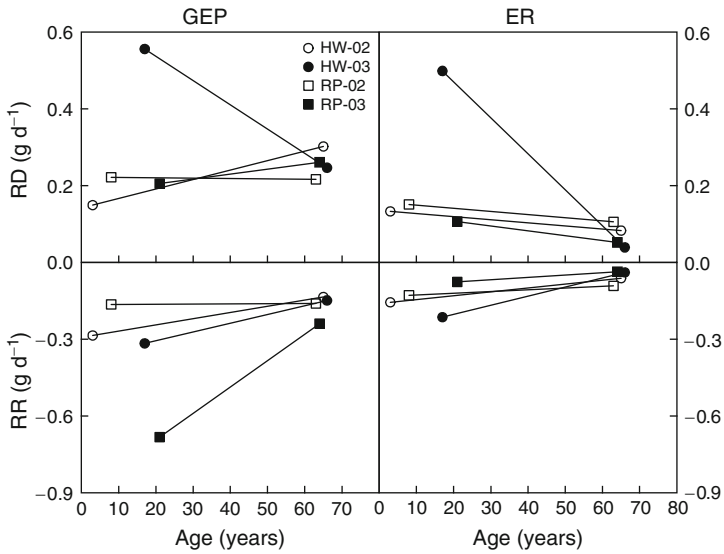 GEP ER
0.6 0.6
HW-02
HW-03
RP-02
RP-03
0.4 0.4
RD (g d−1)
0.2 0.2
0.0 0.0
−0.3 −0.3
RR (g d−1)
−0.6 −0.6
−0.9 −0.9
0 10 20 30 40 50 60 70 0 10 20 30 40 50 60 70 80
Age (years) Age (years)